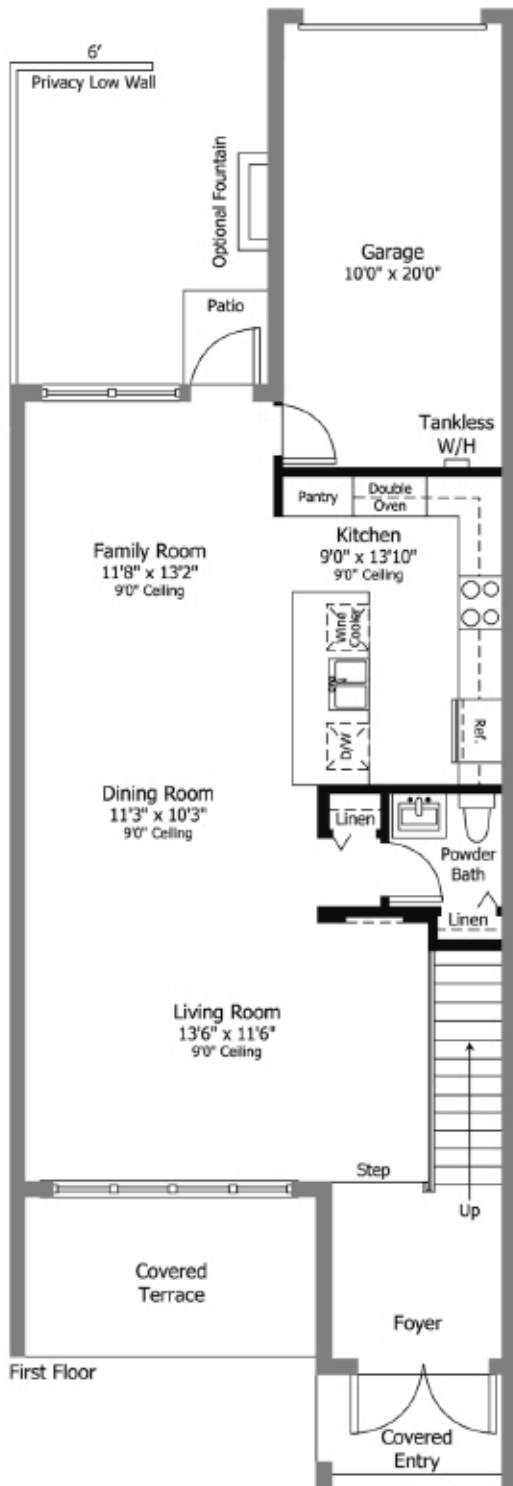 6'
Privacy Low Wall
Optional Fountain
Garage
10'0" x 20'0"
Patio
Tankless
W/H
Pantry
Double
Oven
Kitchen
9'0" x 13'10"
9'0" Ceiling
Family Room
11'8" x 13'2"
9'0" Ceiling
Wine
Cooler
D/W
Ref.
Dining Room
11'3" x 10'3"
9'0" Ceiling
Linen
Powder
Bath
Linen
Living Room
13'6" x 11'6"
9'0" Ceiling
Step
Up
Covered
Terrace
Foyer
First Floor
Covered
Entry